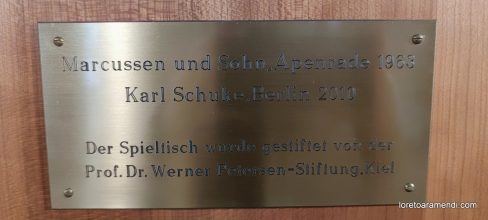 Marcussen und Sohn, Apenrade 1963
Karl Schuke, Berlin 2010
Der Spieltisch wurde gestiftet von der
Prof. Dr. Werner Petersen-Stiftung, Kiel
loretoaramendi.com